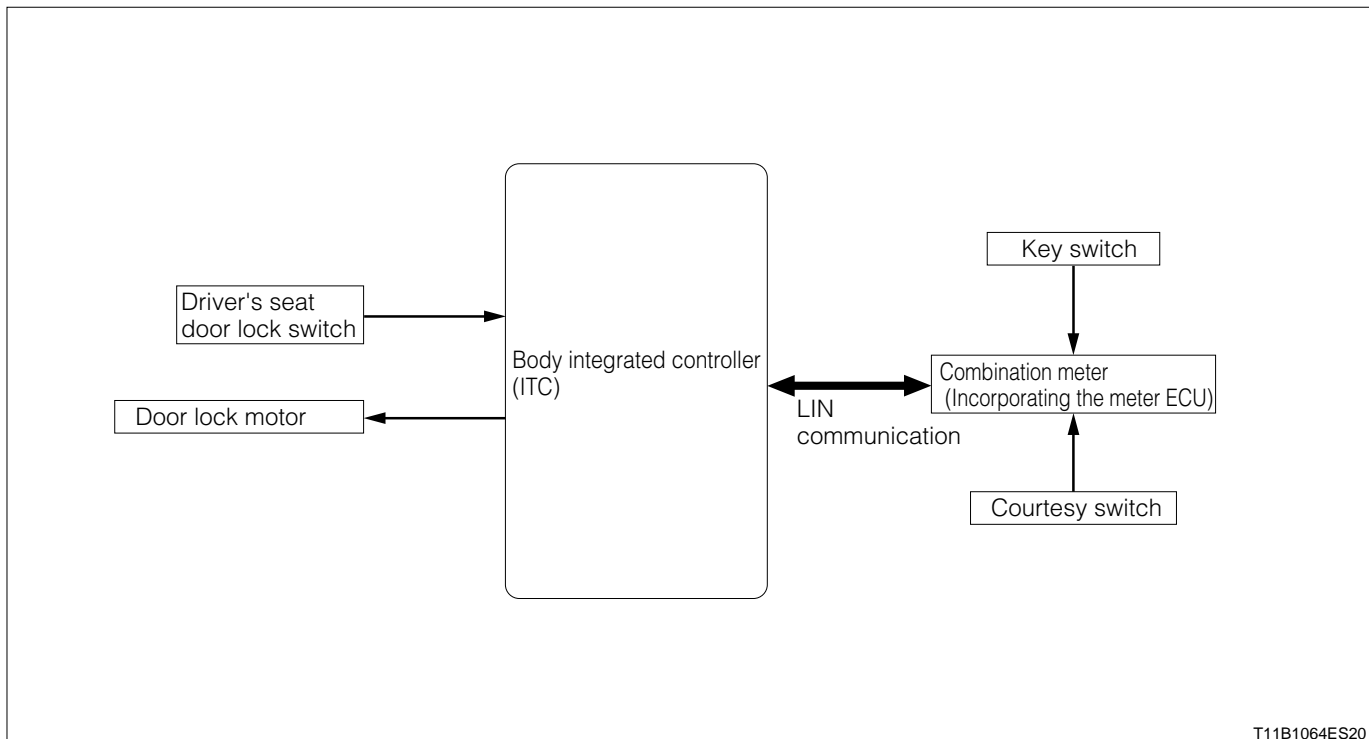 Driver's seat
door lock switch
Door lock motor
Body integrated controller
(ITC)
LIN
communication
Key switch
Combination meter
(Incorporating the meter ECU)
Courtesy switch
T11B1064ES20